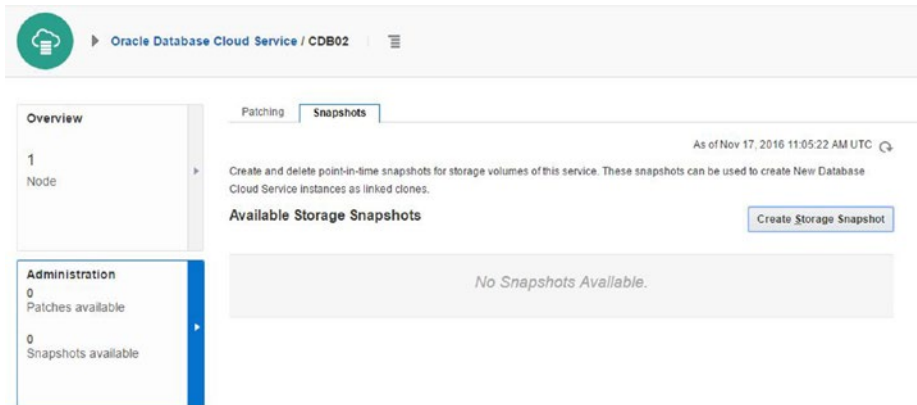 Oracle Database Cloud Service / CDB02
Overview
1
Node
Administration
0
Patches available
0
Snapshots available
Patching
Snapshots
As of Nov 17, 2016 11:05:22 AM UTC
Create and delete point-in-time snapshots for storage volumes of this service. These snapshots can be used to create New Database
Cloud Service instances as linked clones.
Available Storage Snapshots
Create Storage Snapshot
No Snapshots Available.